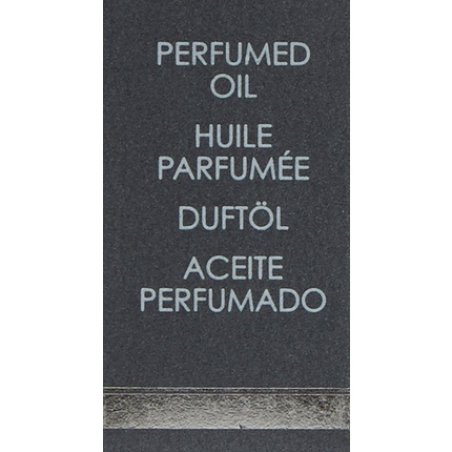 PERFUMED
OIL
HUILE
PARFUMÉE
DUFTÖL
ACEITE
PERFUMADO